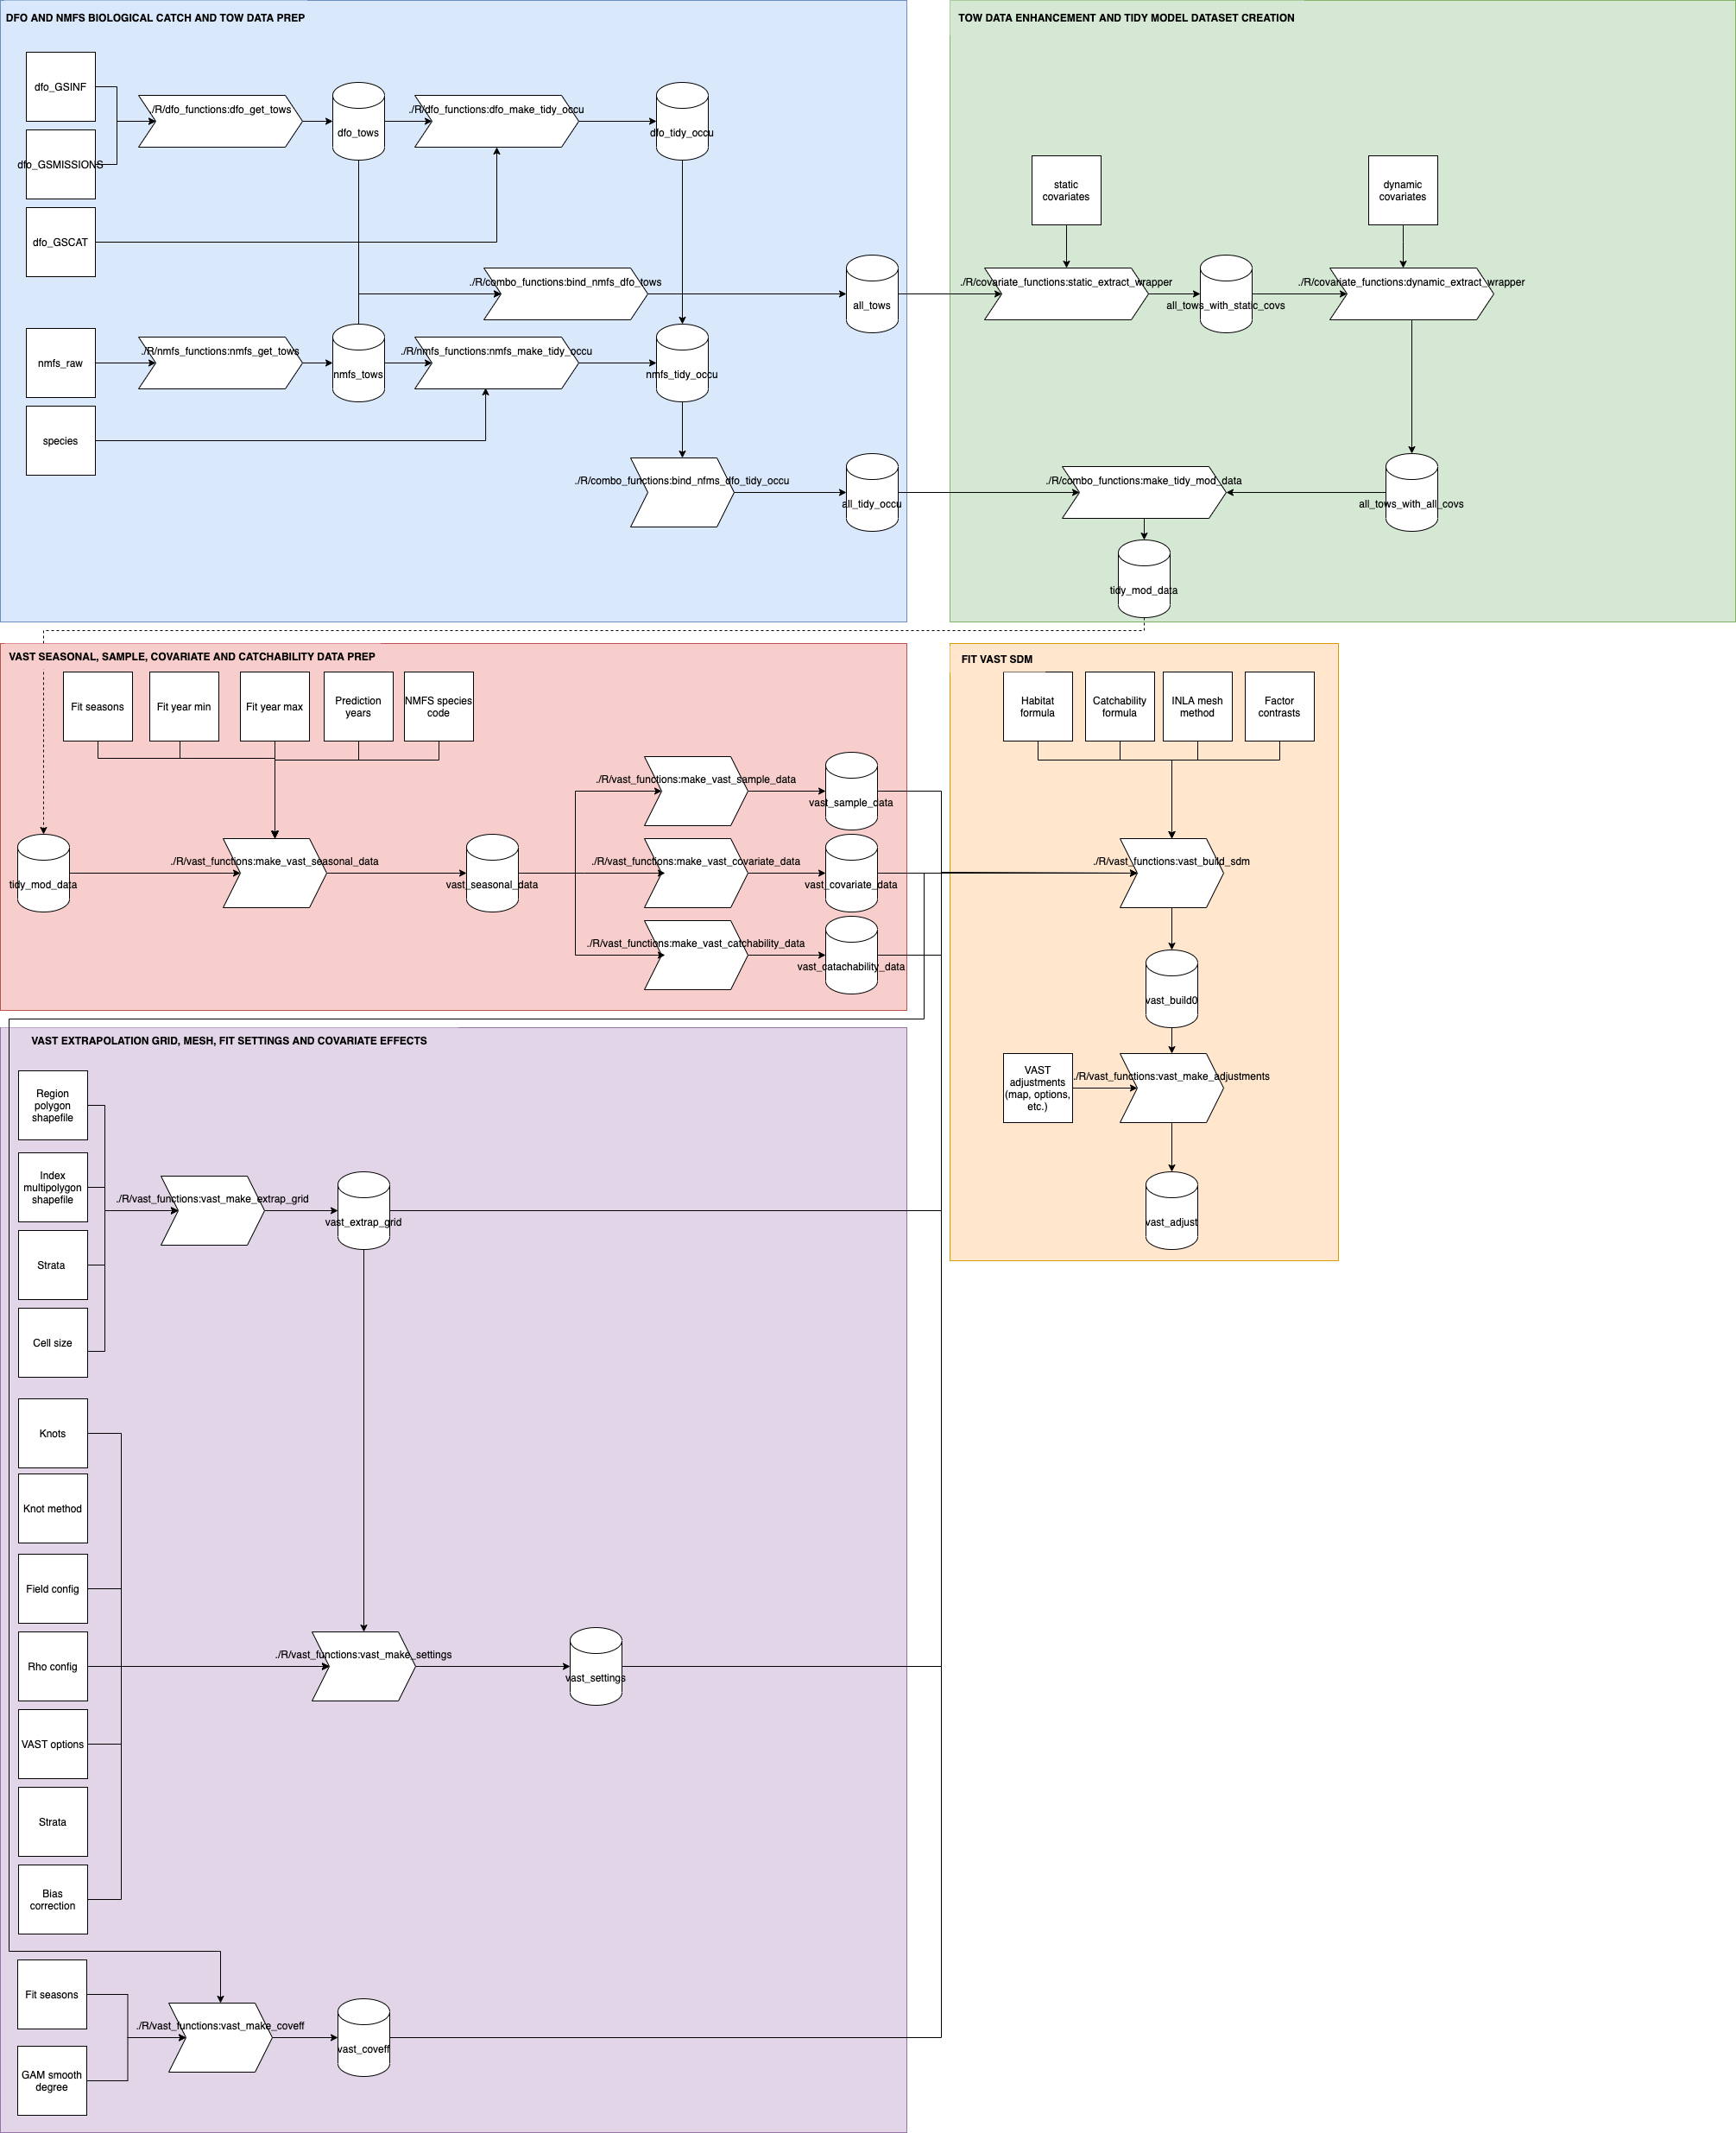 DFO AND NMFS BIOLOGICAL CATCH AND TOW DATA PREP
dfo_GSINF
./R/dfo_functions:dfo_get_tows
dfo_tows
./R/dfo_functions:dfo_make_tidy_occu
dfo_tidy_occu
dfo_GSMISSIONS
dfo_GSCAT
./R/combo_functions:bind_nmfs_dfo_tows
all_tows
nmfs_raw
./R/nmfs_functions:nmfs_get_tows
nmfs_tows
./R/nmfs_functions:nmfs_make_tidy_occu
nmfs_tidy_occu
species
./R/combo_functions:bind_nfms_dfo_tidy_occu
all_tidy_occu
TOW DATA ENHANCEMENT AND TIDY MODEL DATASET CREATION
static
covariates
dynamic
covariates
./R/covariate_functions:static_extract_wrapper
all_tows_with_static_covs
./R/covariate_functions:dynamic_extract_wrapper
./R/combo_functions:make_tidy_mod_data
all_tows_with_all_covs
tidy_mod_data
VAST SEASONAL, SAMPLE, COVARIATE AND CATCHABILITY DATA PREP
Fit seasons
Fit year min
Fit year max
Prediction
years
NMFS species
code
./R/vast_functions:make_vast_sample_data
vast_sample_data
tidy_mod_data
./R/vast_functions:make_vast_seasonal_data
vast_seasonal_data
./R/vast_functions:make_vast_covariate_data
vast_covariate_data
./R/vast_functions:make_vast_catchability_data
vast_catachability_data
FIT VAST SDM
Habitat
formula
Catchability
formula
INLA mesh
method
Factor
contrasts
./R/vast_functions:vast_build_sdm
vast_build0
VAST
adjustments
(map, options,
etc.)
./R/vast_functions:vast_make_adjustments
vast_adjust
VAST EXTRAPOLATION GRID, MESH, FIT SETTINGS AND COVARIATE EFFECTS
Region
polygon
shapefile
Index
multipolygon
shapefile
./R/vast_functions:vast_make_extrap_grid
vast_extrap_grid
Strata
Cell size
Knots
Knot method
Field config
Rho config
./R/vast_functions:vast_make_settings
vast_settings
VAST options
Strata
Bias
correction
Fit seasons
./R/vast_functions:vast_make_coveff
vast_coveff
GAM smooth
degree